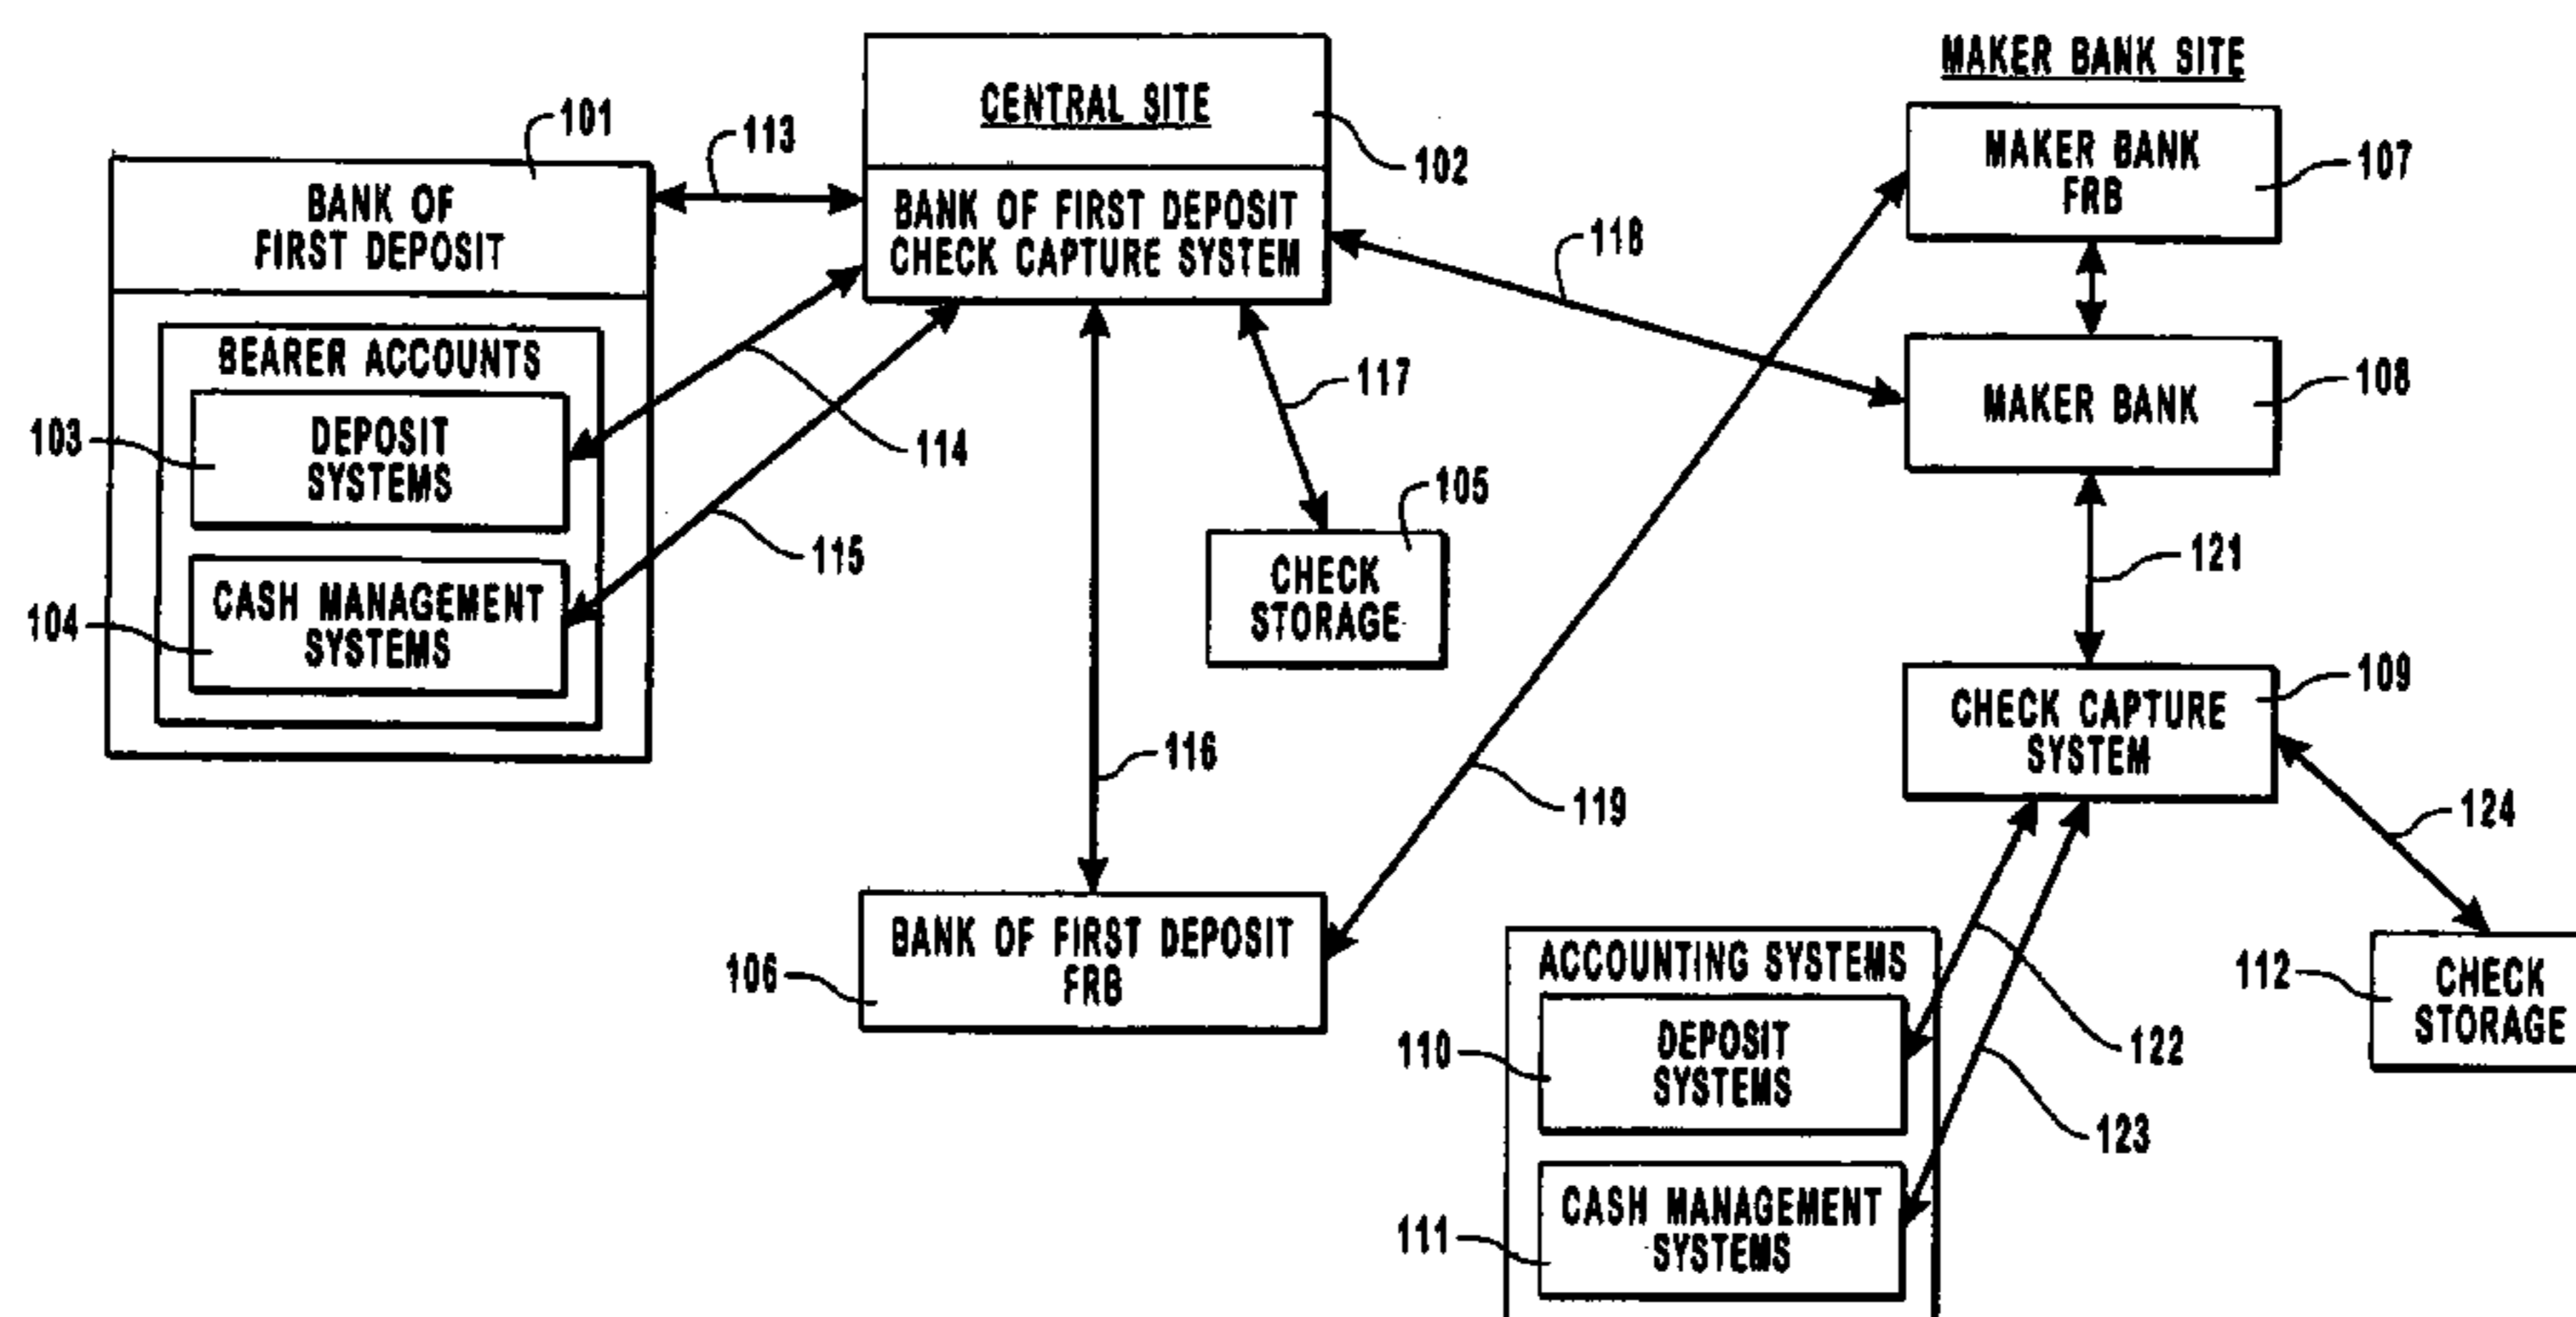 101
BANK OF
FIRST DEPOSIT
BEARER ACCOUNTS
103
DEPOSIT
SYSTEMS
104
CASH MANAGEMENT
SYSTEMS
113
CENTRAL SITE
102
BANK OF FIRST DEPOSIT
CHECK CAPTURE SYSTEM
114
115
116
117
105
CHECK
STORAGE
118
119
106
BANK OF FIRST DEPOSIT
FRB
MAKER BANK SITE
MAKER BANK
FRB
107
MAKER BANK
108
121
CHECK CAPTURE
SYSTEM
109
124
112
CHECK
STORAGE
ACCOUNTING SYSTEMS
110
DEPOSIT
SYSTEMS
122
123
111
CASH MANAGEMENT
SYSTEMS